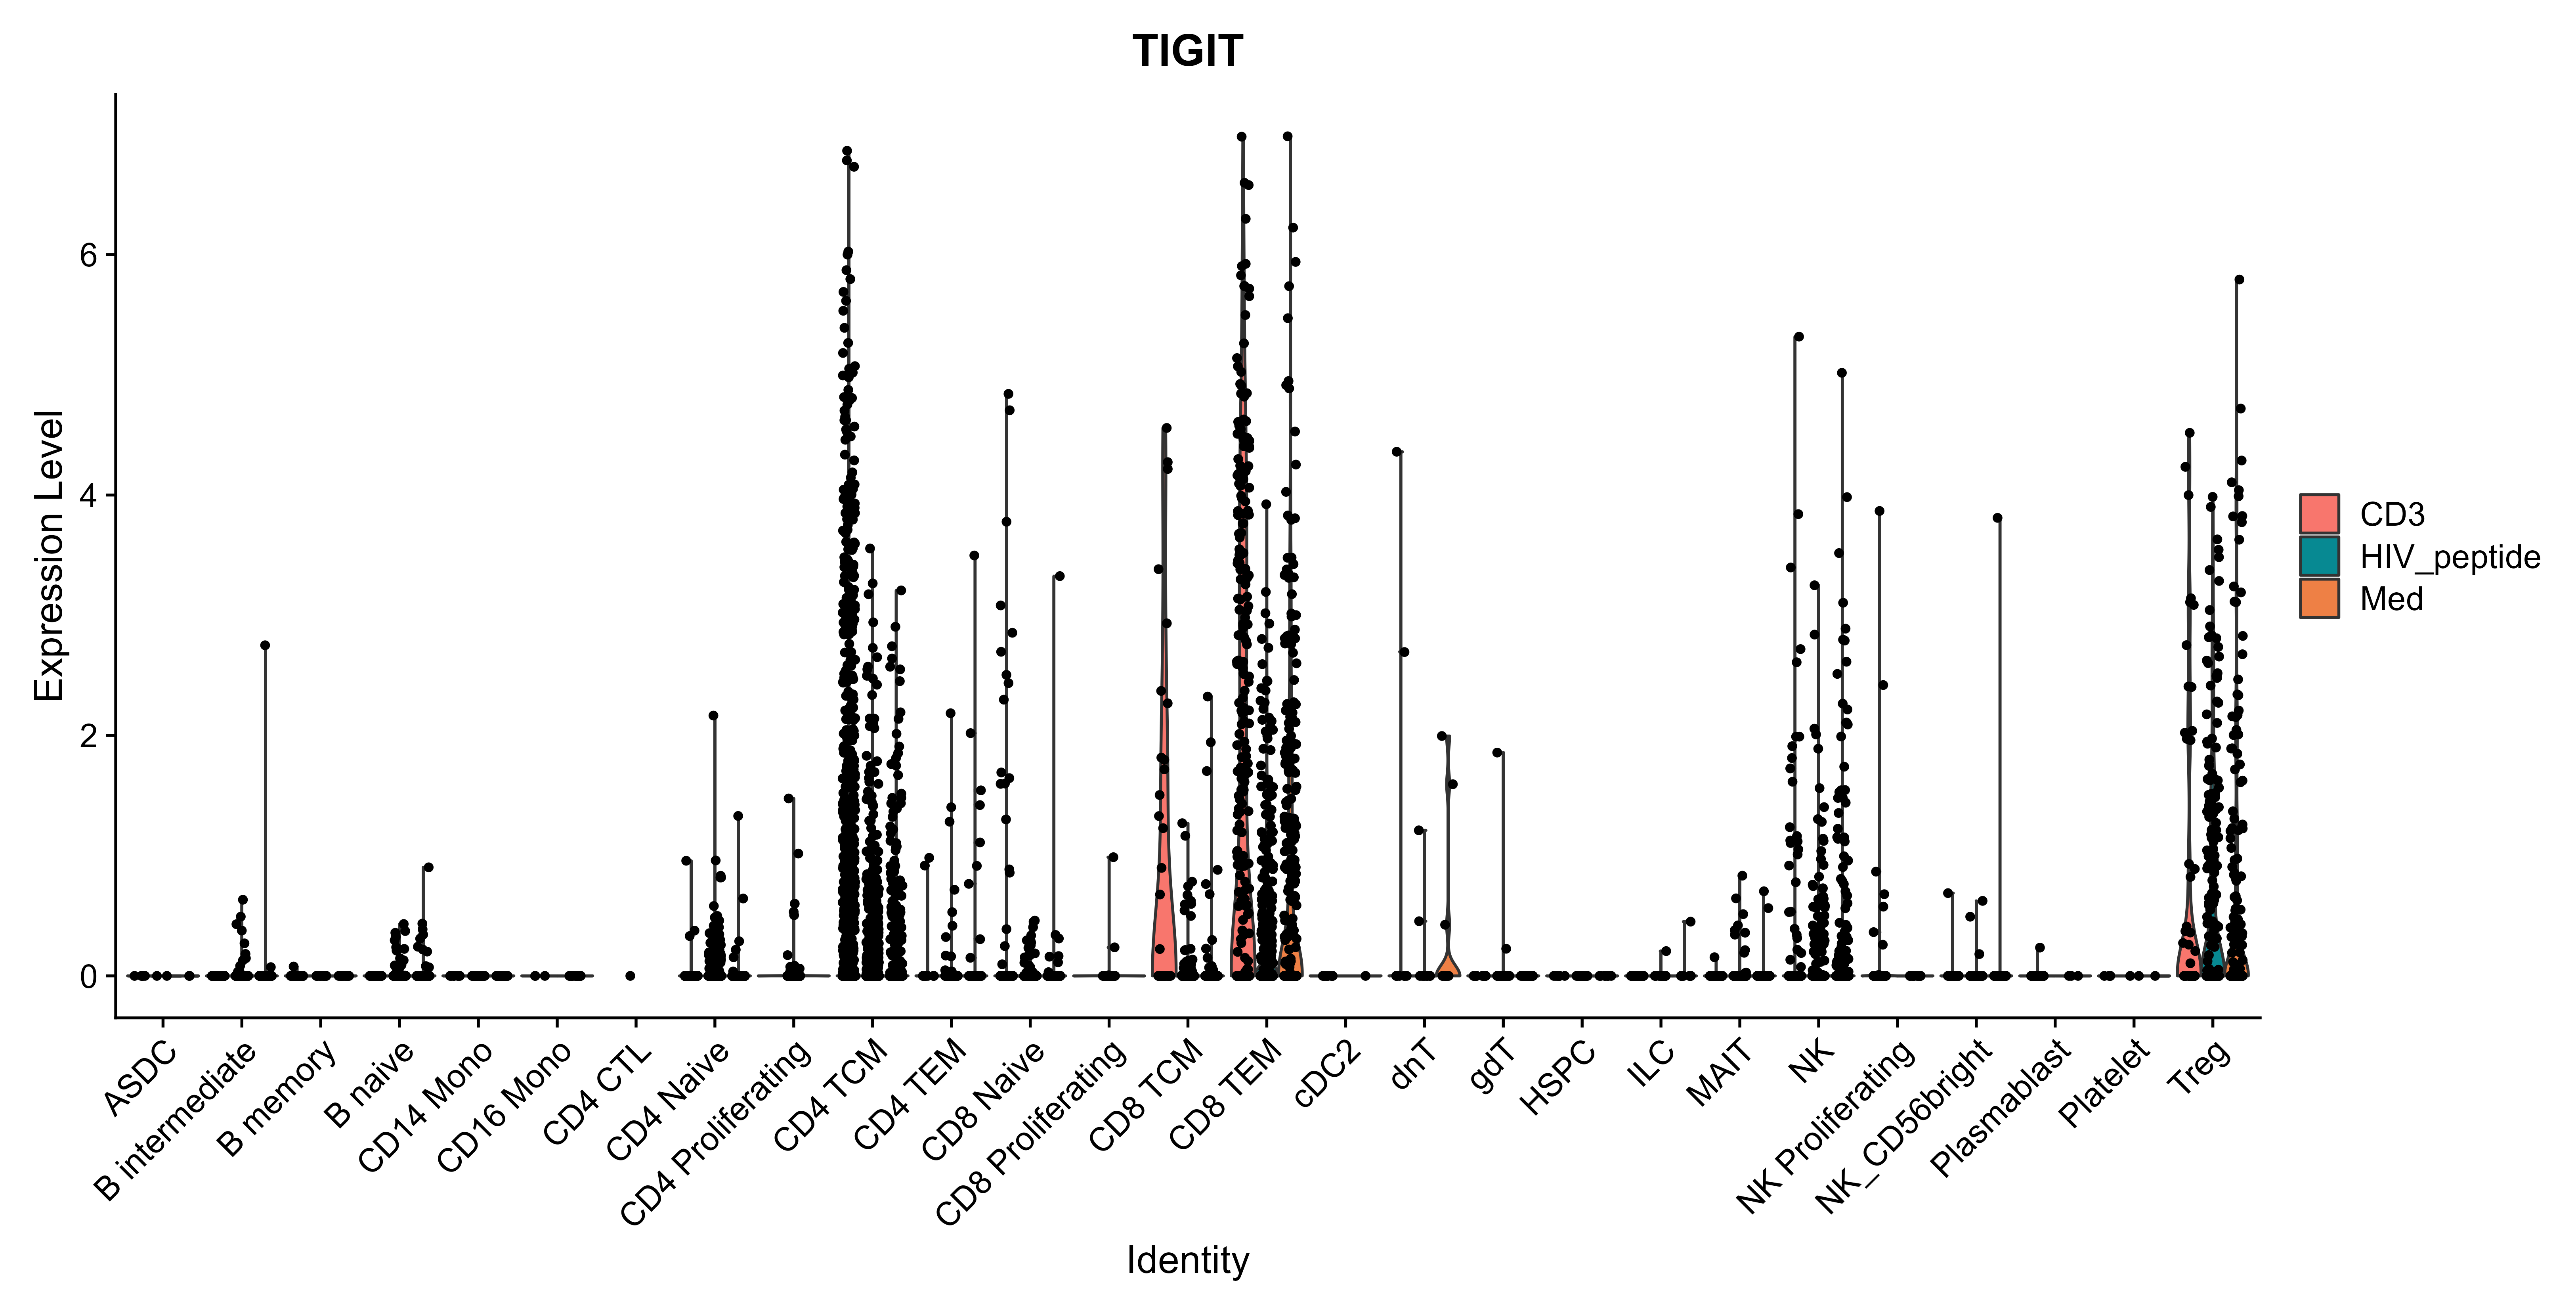 TIGIT
Expression Level
6
4
2
0
ASDC
B intermediate
B memory
B naive
CD14 Mono
CD16 Mono
CD4 CTL
CD4 Naive
CD4 Proliferating
CD4 TCM
CD4 TEM
CD8 Naive
CD8 Proliferating
CD8 TCM
CD8 TEM
cDC2
dnT
gdT
HSPC
ILC
MAIT
NK
NK Proliferating
NK_CD56bright
Plasmablast
Platelet
Treg
Identity
CD3
HIV_peptide
Med